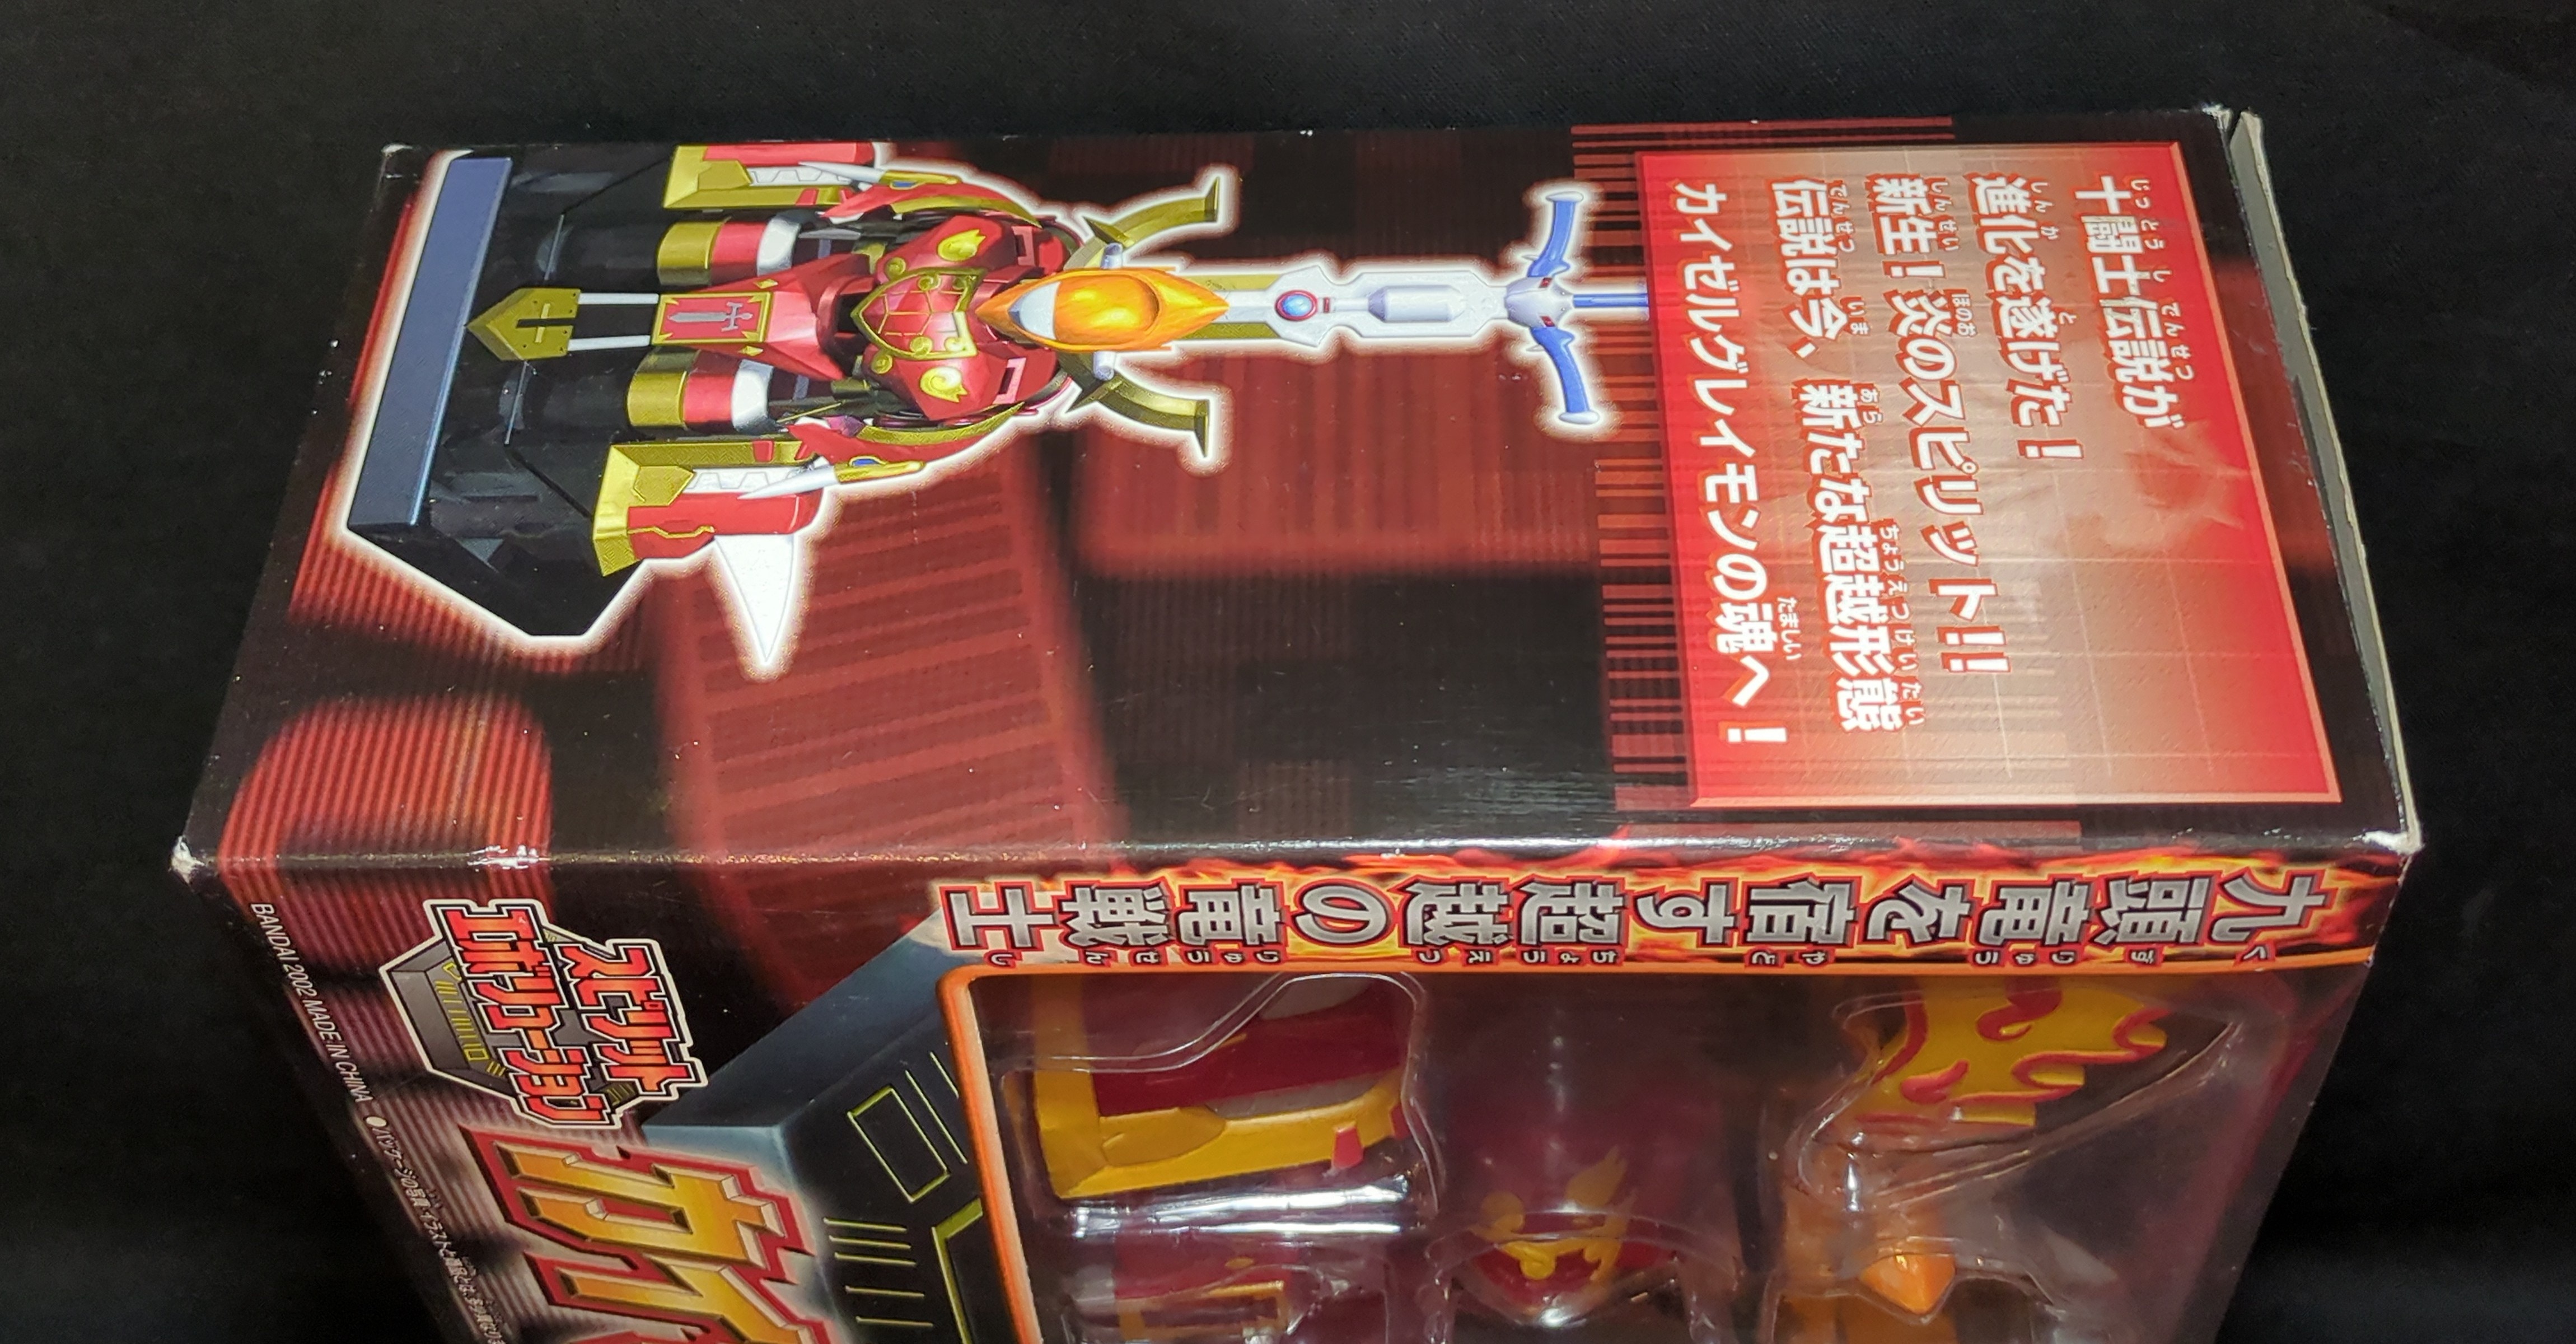 十闘士伝説が
進化を遂げた!
新生!炎のスピリット!!
伝説は今、新たな超越形態
カイゼルグレイモンの魂へ!
九頭竜を宿す超越の竜の戦士
スピリット
エボリューション
カイ
BANDAI 2002 MADE IN CHINA